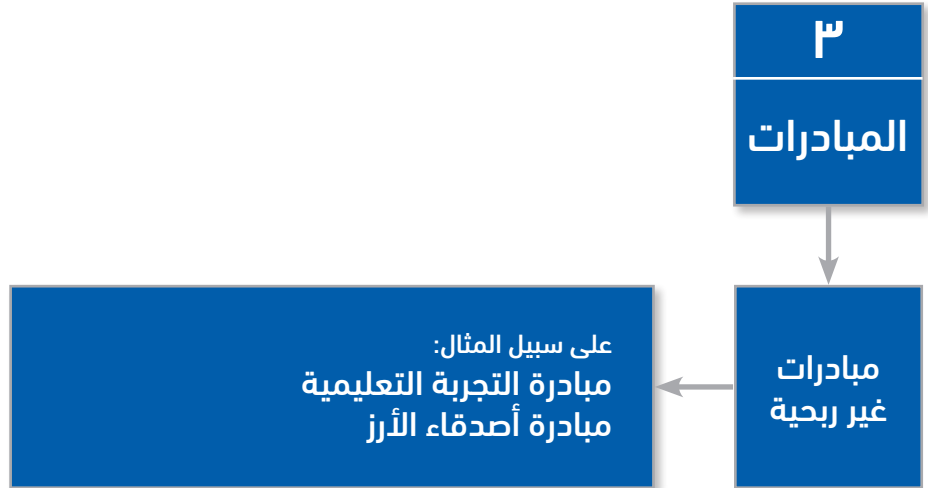 ٣
المبادرات
مبادرات
غير ربحية
على سبيل المثال:
مبادرة التجربة التعليمية
مبادرة أصدقاء الأرز